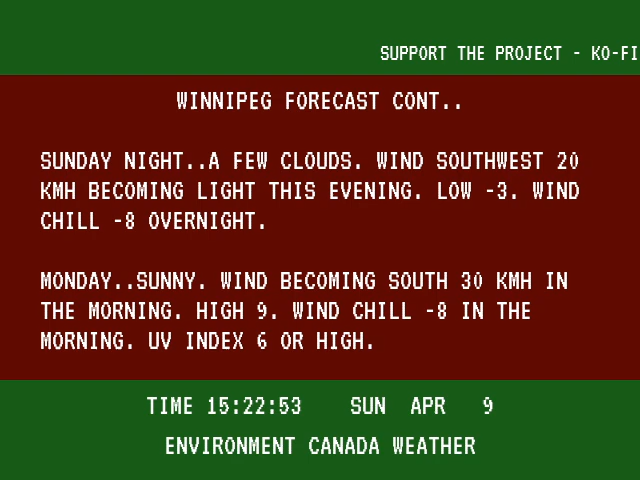 SUPPORT THE PROJECT - KO-FI
WINNIPEG FORECAST CONT..
SUNDAY NIGHT..A FEW CLOUDS. WIND SOUTHWEST 20
KMH BECOMING LIGHT THIS EVENING. LOW -3. WIND
CHILL -8 OVERNIGHT.
MONDAY..SUNNY. WIND BECOMING SOUTH 30 KMH IN
THE MORNING. HIGH 9. WIND CHILL -8 IN THE
MORNING. UV INDEX 6 OR HIGH.
TIME 15:22:53 SUN APR 9
ENVIRONMENT CANADA WEATHER